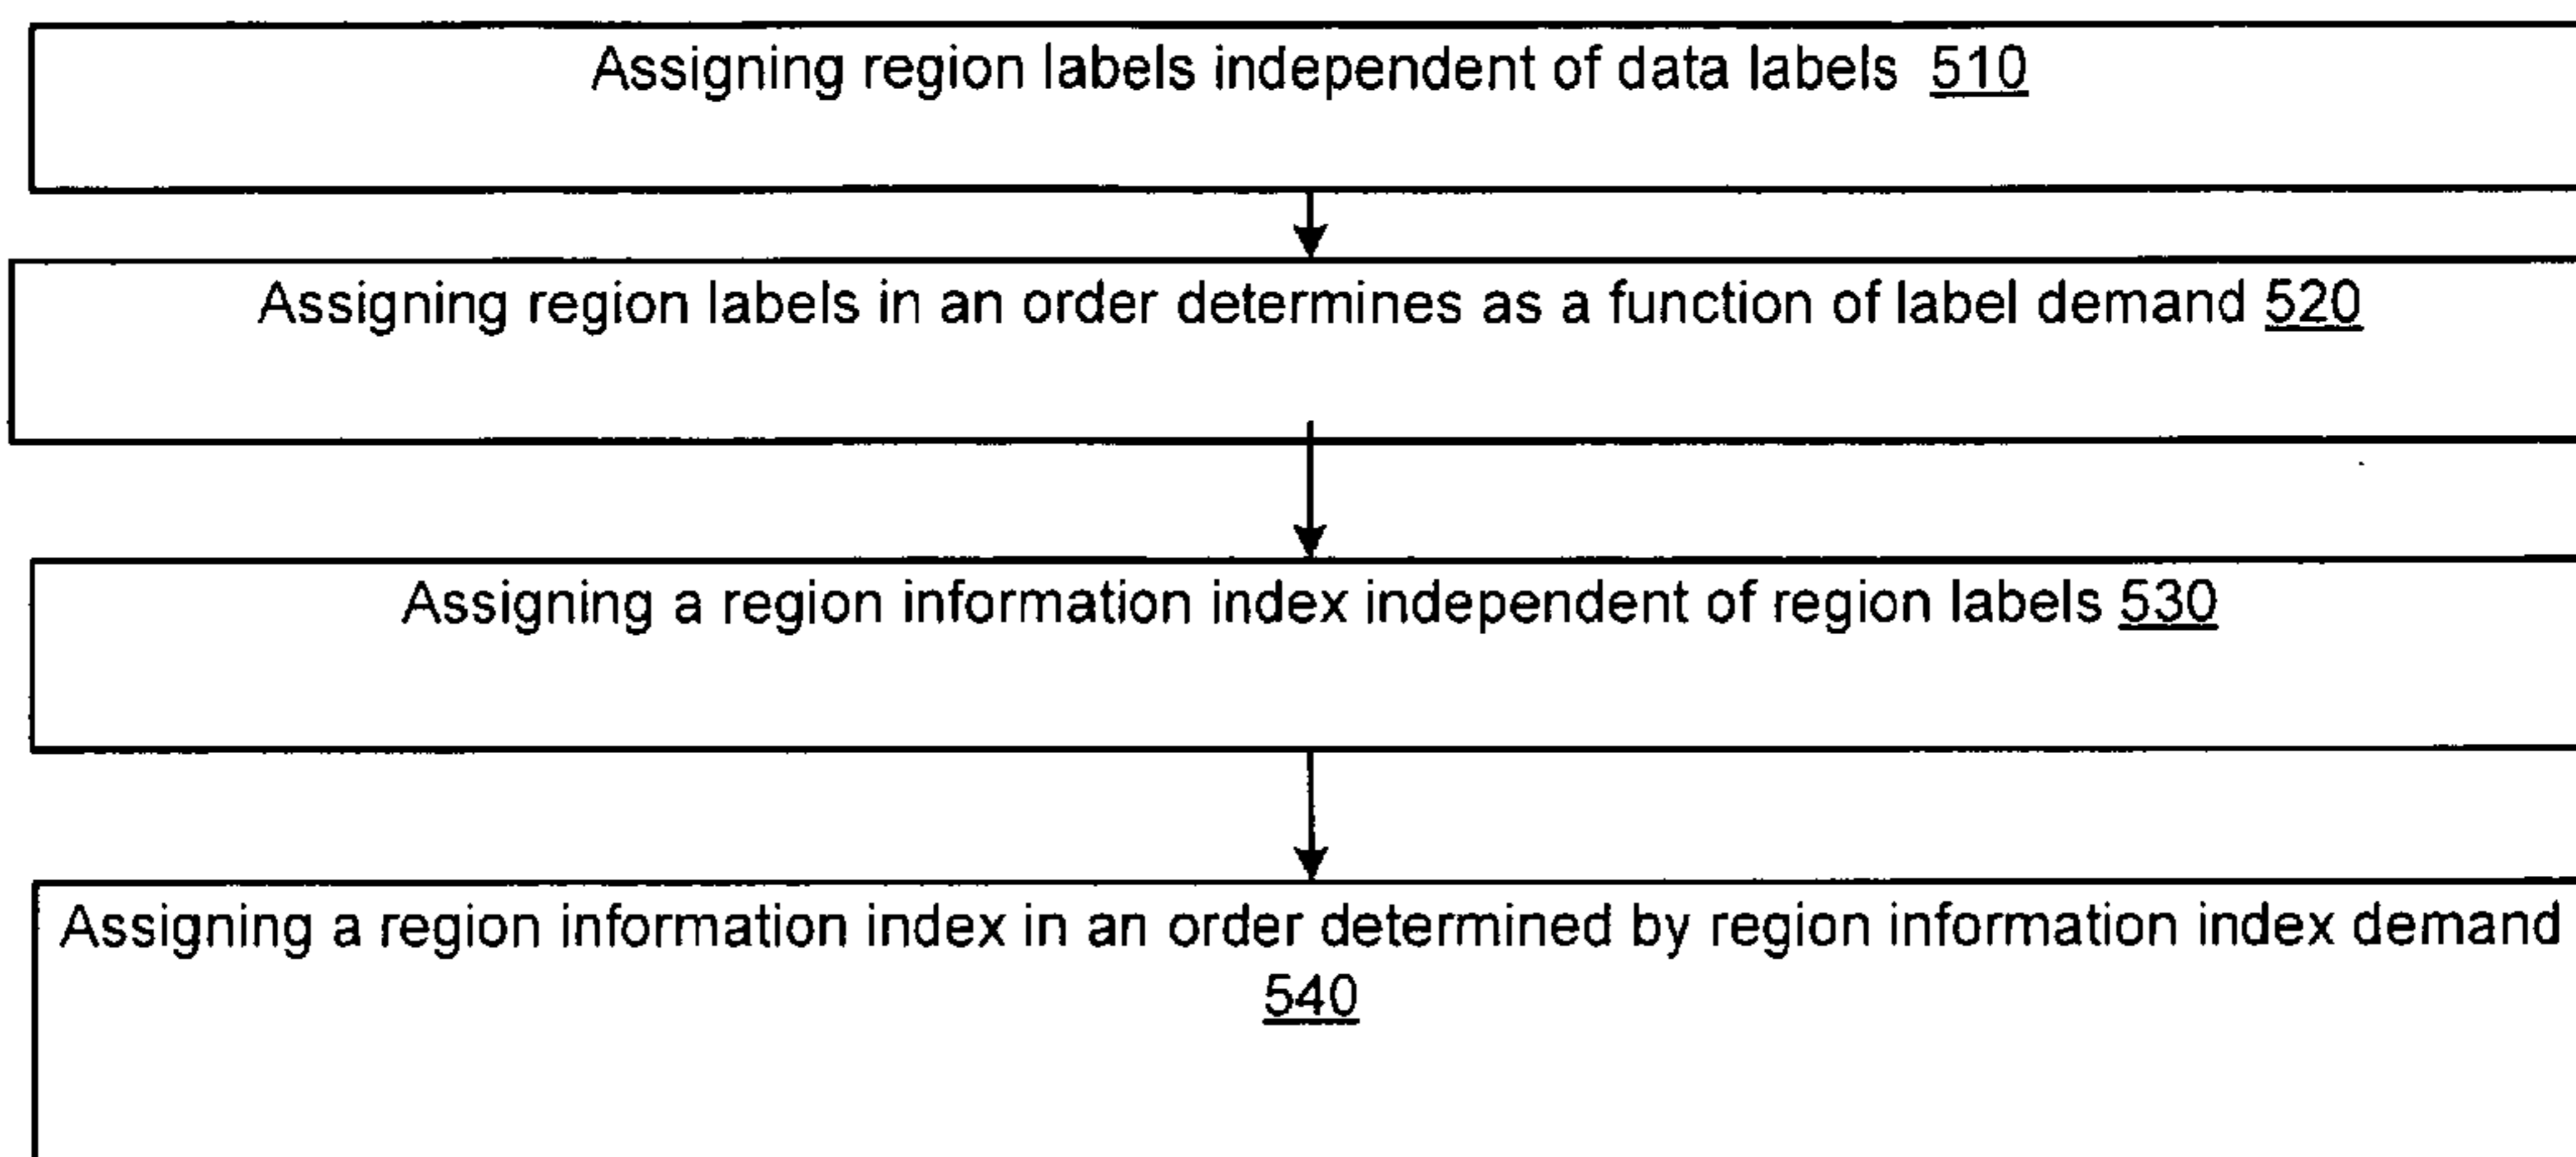 Assigning region labels independent of data labels 510
Assigning region labels in an order determines as a function of label demand 520
Assigning a region information index independent of region labels 530
Assigning a region information index in an order determined by region information index demand
540